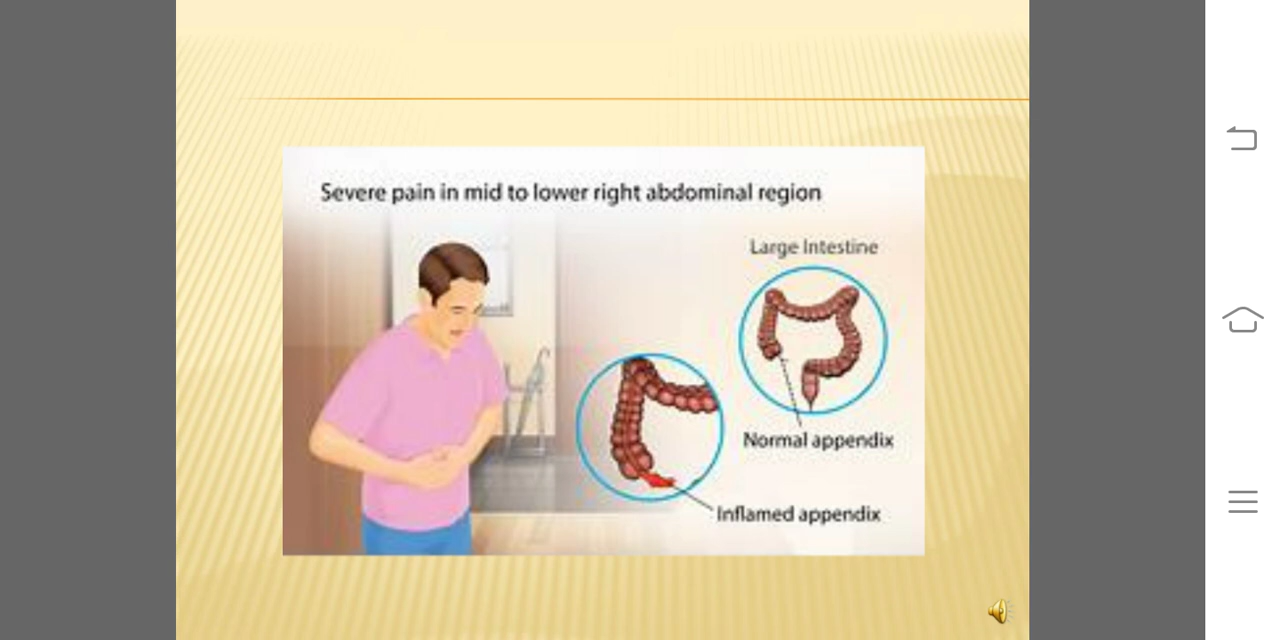 Severe pain in mid to lower right abdominal region
Large Intestine
Normal appendix
Inflamed appendix